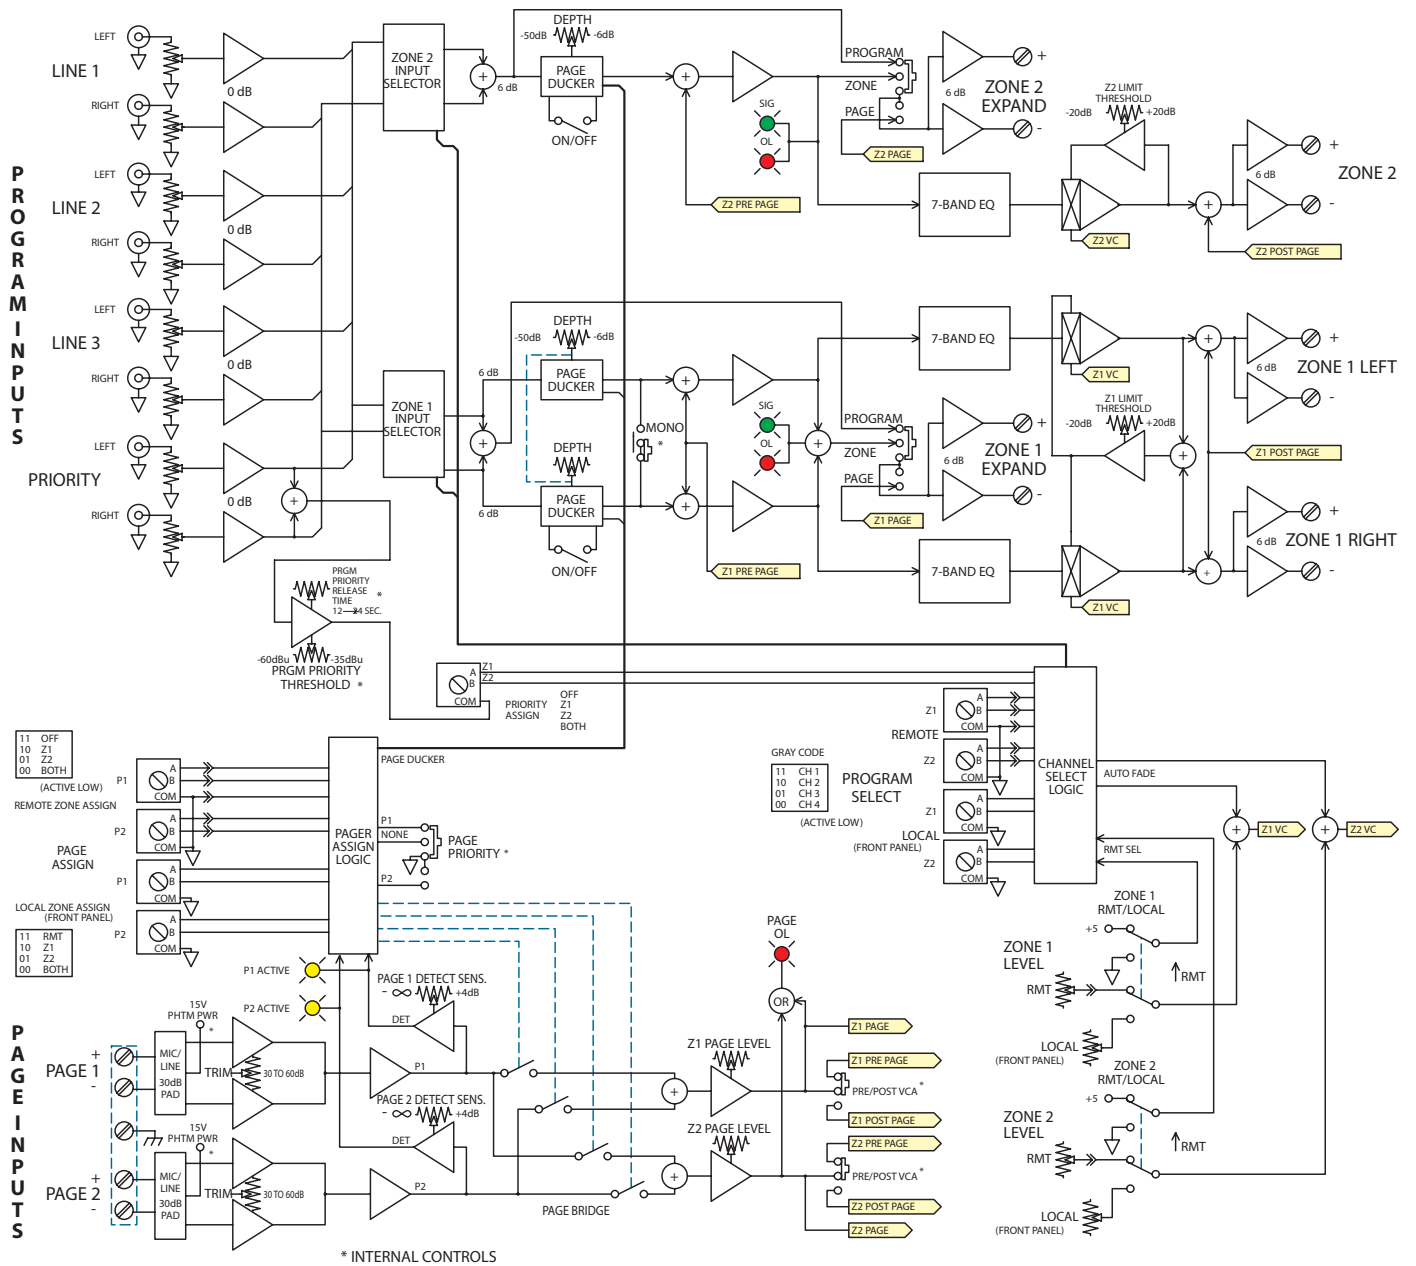 PROGRAM INPUTS
LINE 1
LEFT
RIGHT
0 dB
LINE 2
LEFT
RIGHT
0 dB
LINE 3
LEFT
RIGHT
0 dB
PRIORITY
LEFT
RIGHT
0 dB
ZONE 2
INPUT
SELECTOR
+
6 dB
DEPTH
-50dB
-6dB
PAGE
DUCKER
ON/OFF
+
SIG
OL
Z2 PRE PAGE
PROGRAM
ZONE
PAGE
Z2 PAGE
6 dB
+
-
ZONE 2
EXPAND
7-BAND EQ
Z2 LIMIT
THRESHOLD
-20dB
+20dB
Z2 VC
+
Z2 POST PAGE
6 dB
+
-
ZONE 2
ZONE 1
INPUT
SELECTOR
+
6 dB
6 dB
DEPTH
-50dB
-6dB
PAGE
DUCKER
DEPTH
PAGE
DUCKER
ON/OFF
MONO
*
+
+
SIG
OL
+
Z1 PRE PAGE
PROGRAM
ZONE
PAGE
Z1 PAGE
6 dB
+
-
ZONE 1
EXPAND
7-BAND EQ
7-BAND EQ
Z1 VC
Z1 LIMIT
THRESHOLD
-20dB
+20dB
+
Z1 VC
+
+
Z1 POST PAGE
6 dB
+
-
ZONE 1 LEFT
6 dB
+
-
ZONE 1 RIGHT
+
PRGM
PRIORITY
RELEASE
TIME *
12 24 SEC.
-60dBu
-35dBu
PRGM PRIORITY
THRESHOLD *
A
B
COM
Z1
Z2
PRIORITY
ASSIGN
OFF
Z1
Z2
BOTH
11 OFF
10 Z1
01 Z2
00 BOTH
(ACTIVE LOW)
REMOTE ZONE ASSIGN
P1
A
B
COM
P2
A
B
COM
PAGE
ASSIGN
P1
A
B
COM
LOCAL ZONE ASSIGN
(FRONT PANEL)
P2
A
B
COM
11 RMT
10 Z1
01 Z2
00 BOTH
PAGER
ASSIGN
LOGIC
PAGE DUCKER
P1
NONE
P2
PAGE
PRIORITY *
GRAY CODE
11 CH 1
10 CH 2
01 CH 3
00 CH 4
(ACTIVE LOW)
PROGRAM
SELECT
REMOTE
Z1
A
B
COM
Z2
A
B
COM
LOCAL
(FRONT PANEL)
Z1
A
B
COM
Z2
A
B
COM
CHANNEL
SELECT
LOGIC
AUTO FADE
RMT SEL
+
Z1 VC
+
Z2 VC
ZONE 1
RMT/LOCAL
+5
ZONE 1
LEVEL
RMT
RMT
LOCAL
(FRONT PANEL)
ZONE 2
RMT/LOCAL
+5
ZONE 2
LEVEL
RMT
RMT
LOCAL
(FRONT PANEL)
P1 ACTIVE
P2 ACTIVE
PAGE 1 DETECT SENS.
- ∞
+4dB
DET
PAGE INPUTS
+
PAGE 1
-
15V
PHTM PWR
*
MIC/
LINE
30dB
PAD
TRIM
30 TO 60dB
P1
PAGE 2 DETECT SENS.
- ∞
+4dB
DET
+
PAGE 2
-
15V
PHTM PWR
*
MIC/
LINE
30dB
PAD
TRIM
30 TO 60dB
P2
PAGE BRIDGE
+
+
Z1 PAGE LEVEL
Z2 PAGE LEVEL
PAGE
OL
OR
Z1 PAGE
Z1 PRE PAGE
PRE/POST VCA *
Z1 POST PAGE
Z2 PRE PAGE
PRE/POST VCA *
Z2 POST PAGE
Z2 PAGE
* INTERNAL CONTROLS